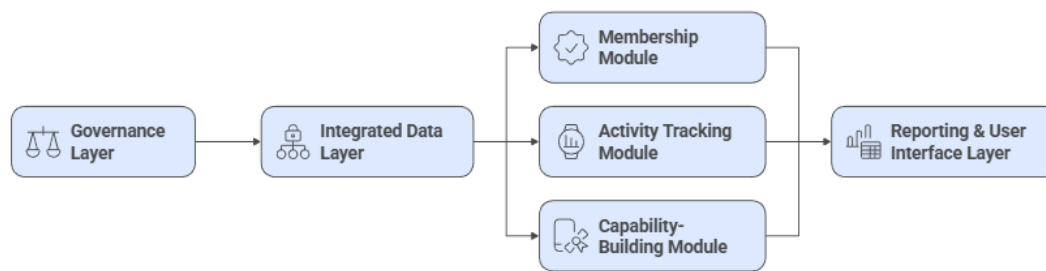 Governance
Layer
Integrated Data
Layer
Membership
Module
Activity Tracking
Module
Capability-
Building Module
Reporting & User
Interface Layer